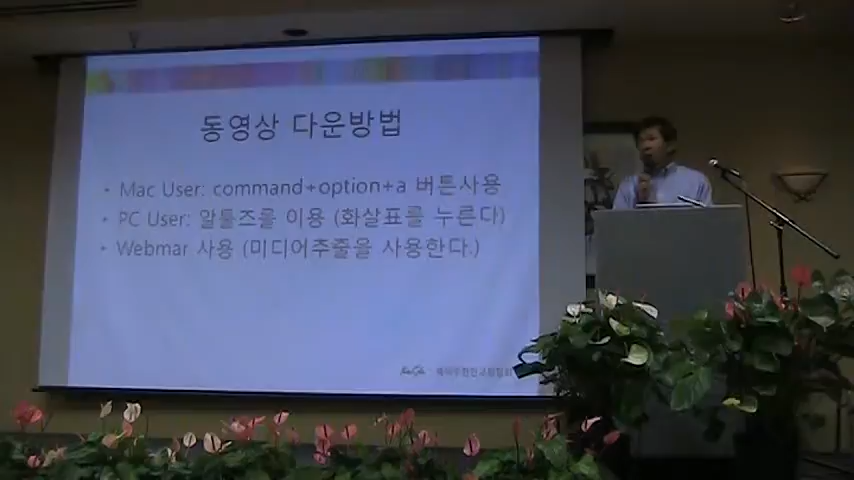 동영상 다운방법
• Mac User: command+option+a 버튼사용
• PC User: 알툴즈를 이용 (화살표를 누른다)
• Webmar 사용 (미디어추줄을 사용한다.)